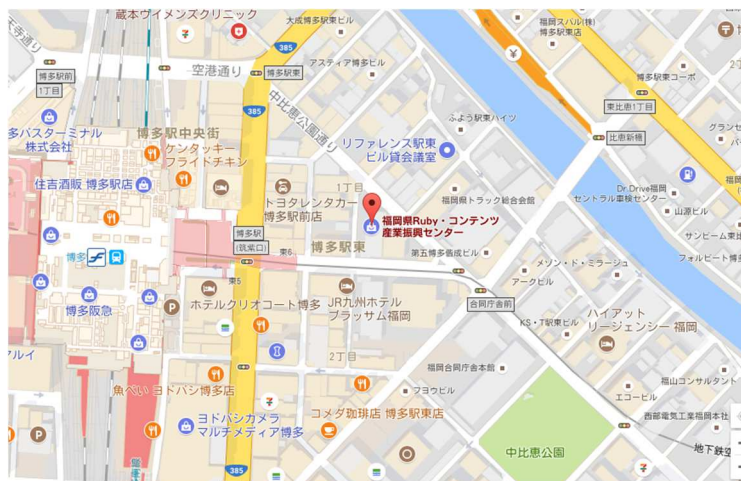 蔵本ウイメンズクリニック
大成博多駅東ビル
福岡スバル(株)
博多駅東店
385
空港通り
博多駅東
アスティア博多ビル
博多駅前
1丁目
博多駅東コーポ
385
中比恵公園通り
ふよう駅東ハイツ
東比恵1丁目
比恵新橋
多バスターミナル
株式会社
博多駅中央街
ケンタッキー
フライドチキン
リファレンス駅東
ビル貸会議室
住吉酒販 博多駅店
1丁目
トヨタレンタカー
博多駅前店
福岡県トラック総合会館
Dr.Drive福岡
セントラル車検センター
山源ビル
福岡県Ruby・コンテンツ
産業振興センター
博多駅
(筑紫口)
東6
博多駅東
第五博多偕成ビル
サンビーム東比
フォルビート博多
博多
東5
メゾン・ド・ミラージュ
アークビル
博多阪急
ホテルクリオコート博多
JR九州ホテル
ブラッサム福岡
合同庁舎前
KS・T駅東ビル
ハイアット
リージェンシー 福岡
マルイ
2丁目
福岡合同庁舎本館
福山コンサルタント
魚べい ヨドバシ博多店
フヨウビル
エコービル
ヨドバシカメラ
マルチメディア博多
コメダ珈琲店 博多駅東店
西部電気工業福岡本社
中比恵公園
地下鉄空
385